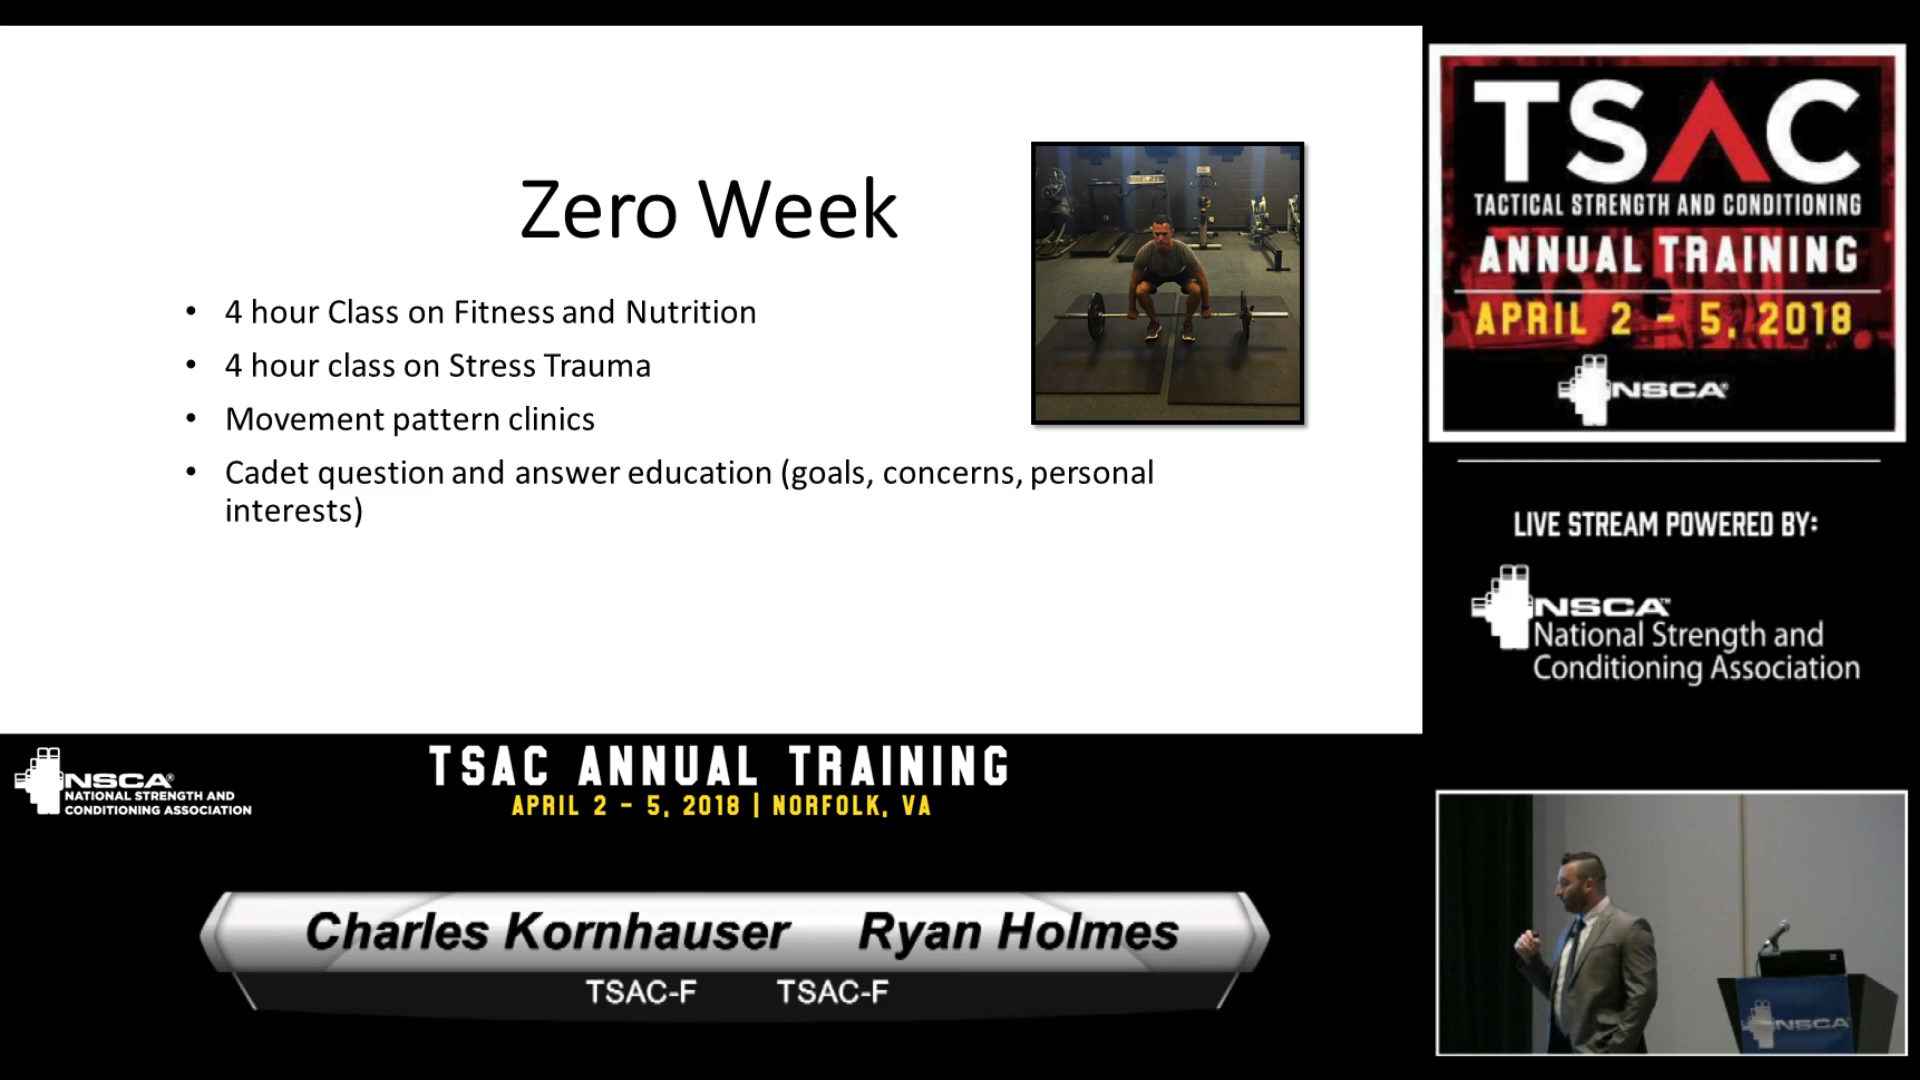 Zero Week
• 4 hour Class on Fitness and Nutrition
• 4 hour class on Stress Trauma
• Movement pattern clinics
• Cadet question and answer education (goals, concerns, personal
interests)
TSAC
TACTICAL STRENGTH AND CONDITIONING
ANNUAL TRAINING
APRIL 2 - 5, 2018
NSCA®
LIVE STREAM POWERED BY:
NSCA™
National Strength and
Conditioning Association
NSCA®
NATIONAL STRENGTH AND
CONDITIONING ASSOCIATION
TSAC ANNUAL TRAINING
APRIL 2 - 5, 2018 | NORFOLK, VA
Charles Kornhauser Ryan Holmes
TSAC-F TSAC-F
NSCA